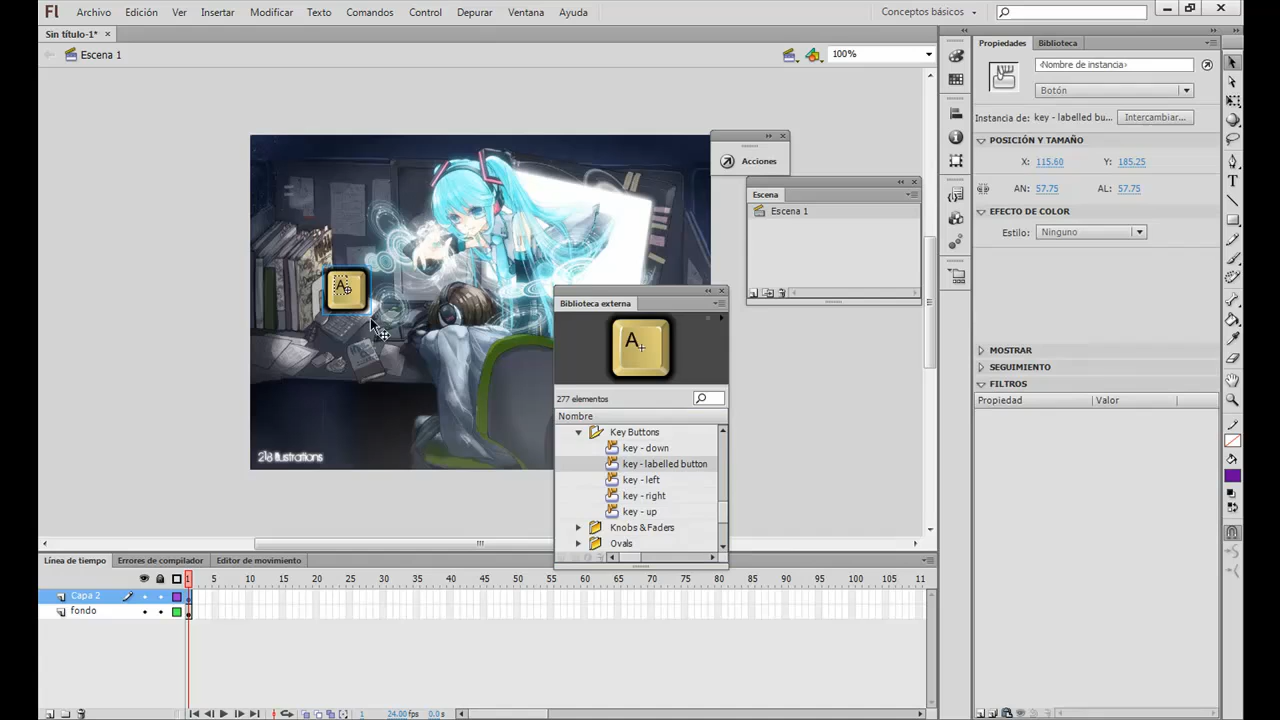 Fl Archivo Edición Ver Insertar Modificar Texto Comandos Control Depurar Ventana Ayuda Conceptos básicos
Sin título-1* ×
Escena 1 100%
Propiedades Biblioteca
‹Nombre de instancia›
Botón
Instancia de: key - labelled bu... Intercambiar...
POSICIÓN Y TAMAÑO
X: 115.60 Y: 185.25
AN: 57.75 AL: 57.75
EFECTO DE COLOR
Estilo: Ninguno
MOSTRAR
SEGUIMIENTO
FILTROS
Propiedad Valor
Acciones
Escena
Escena 1
A
Biblioteca externa
A
277 elementos
Nombre
Key Buttons
key - down
key - labelled button
key - left
key - right
key - up
Knobs & Faders
Ovals
Línea de tiempo Errores de compilador Editor de movimiento
1 5 10 15 20 25 30 35 40 45 50 55 60 65 70 75 80 85 90 95 100 105 11
Capa 2
fondo
1 24.00 fps 0.0 s
T